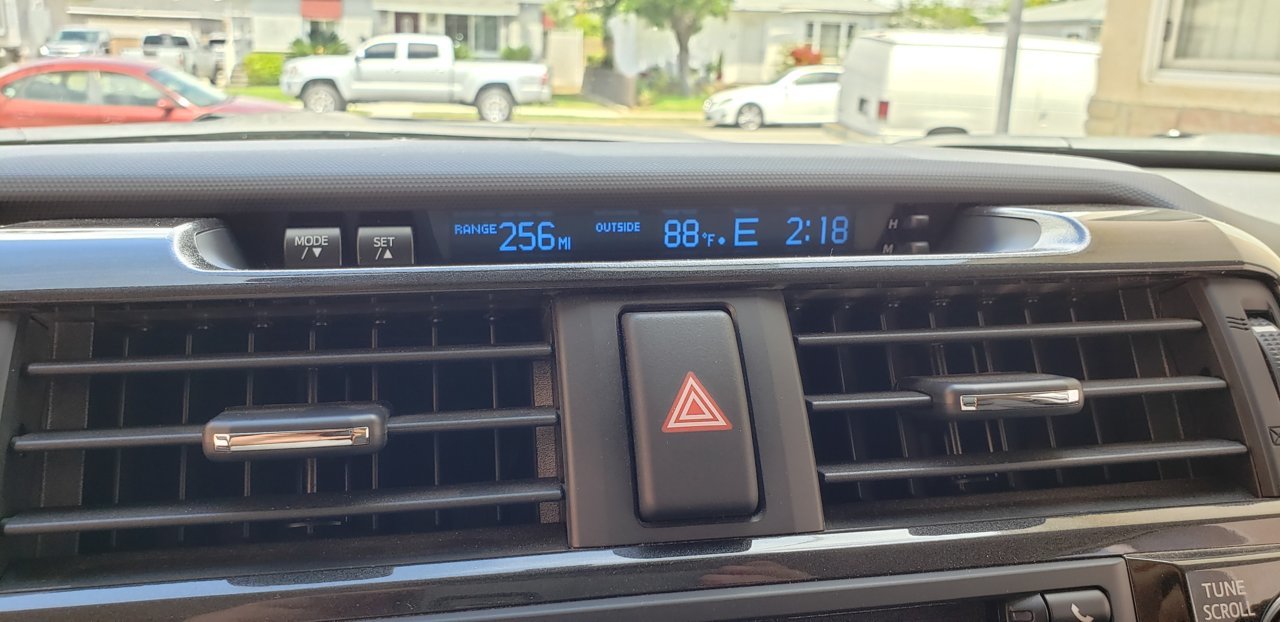 MODE
/▼
SET
/▲
RANGE 256 MI OUTSIDE 88°F• E 2:18
H
M
TUNE
SCROLL